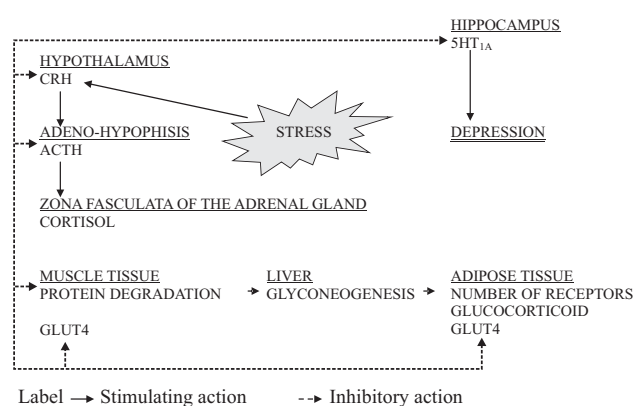 HIPPOCAMPUS
5HT1A
HYPOTHALAMUS
CRH
STRESS
ADENO-HYPOPHISIS
ACTH
DEPRESSION
ZONA FASCULATA OF THE ADRENAL GLAND
CORTISOL
MUSCLE TISSUE
PROTEIN DEGRADATION
LIVER
GLYCONEOGENESIS
ADIPOSE TISSUE
NUMBER OF RECEPTORS
GLUCOCORTICOID
GLUT4
GLUT4
Label → Stimulating action --→ Inhibitory action